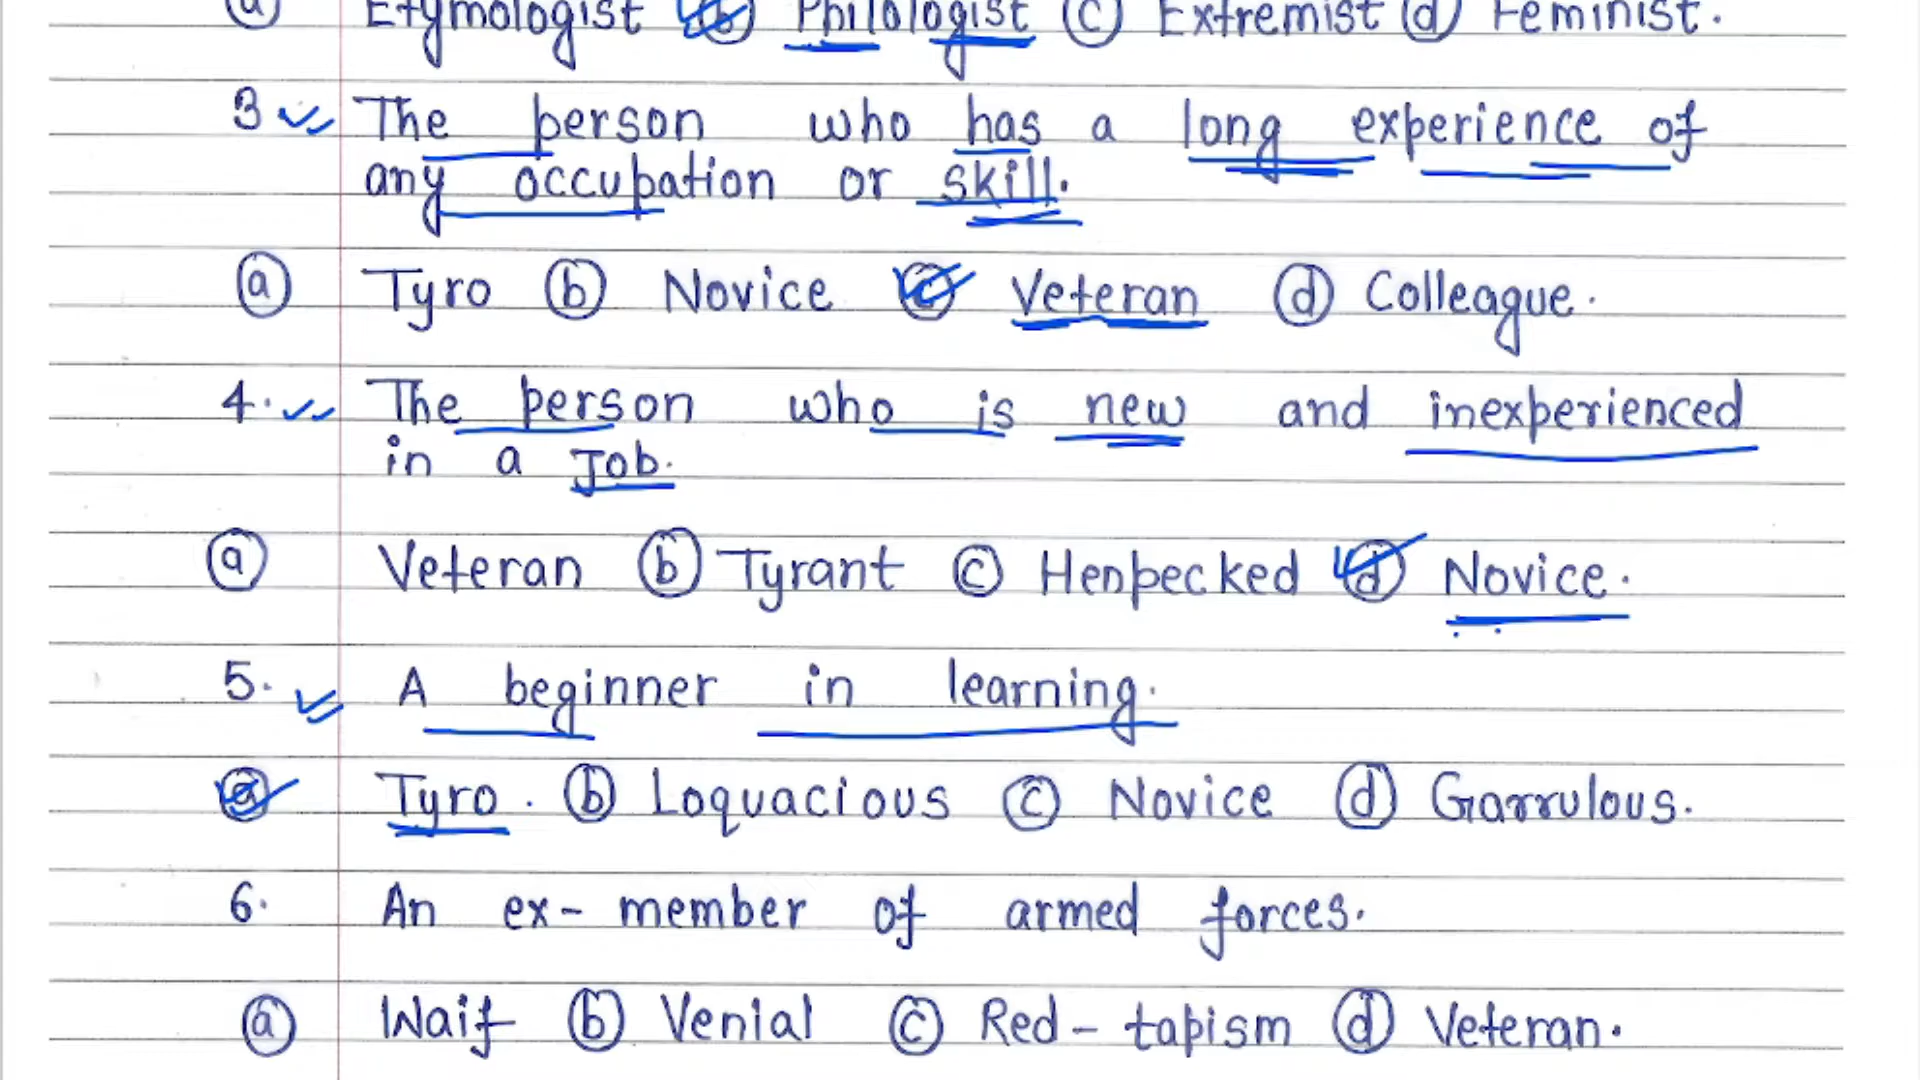 ⓐ Etymologist ⓑ Philologist ⓒ Extremist ⓓ Feminist.
3 The person who has a long experience of
any occupation or skill.
ⓐ Tyro ⓑ Novice ⓒ Veteran ⓓ Colleague.
4. The person who is new and inexperienced
in a Job.
ⓐ Veteran ⓑ Tyrant ⓒ Henpecked ⓓ Novice.
5. A beginner in learning.
ⓐ Tyro. ⓑ Loquacious ⓒ Novice ⓓ Garrulous.
6. An ex-member of armed forces.
ⓐ Waif ⓑ Venial ⓒ Red-tapism ⓓ Veteran.